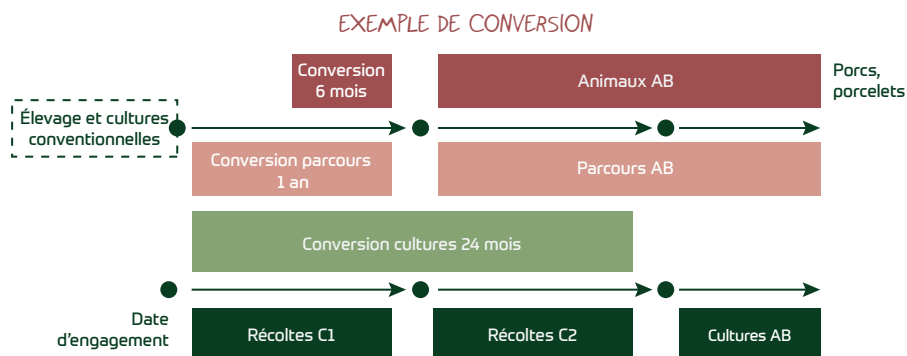 EXEMPLE DE CONVERSION
Conversion
6 mois
Animaux AB
Porcs,
porcelets
Élevage et cultures
conventionnelles
Conversion parcours
1 an
Parcours AB
Conversion cultures 24 mois
Date
d'engagement
Récoltes C1
Récoltes C2
Cultures AB